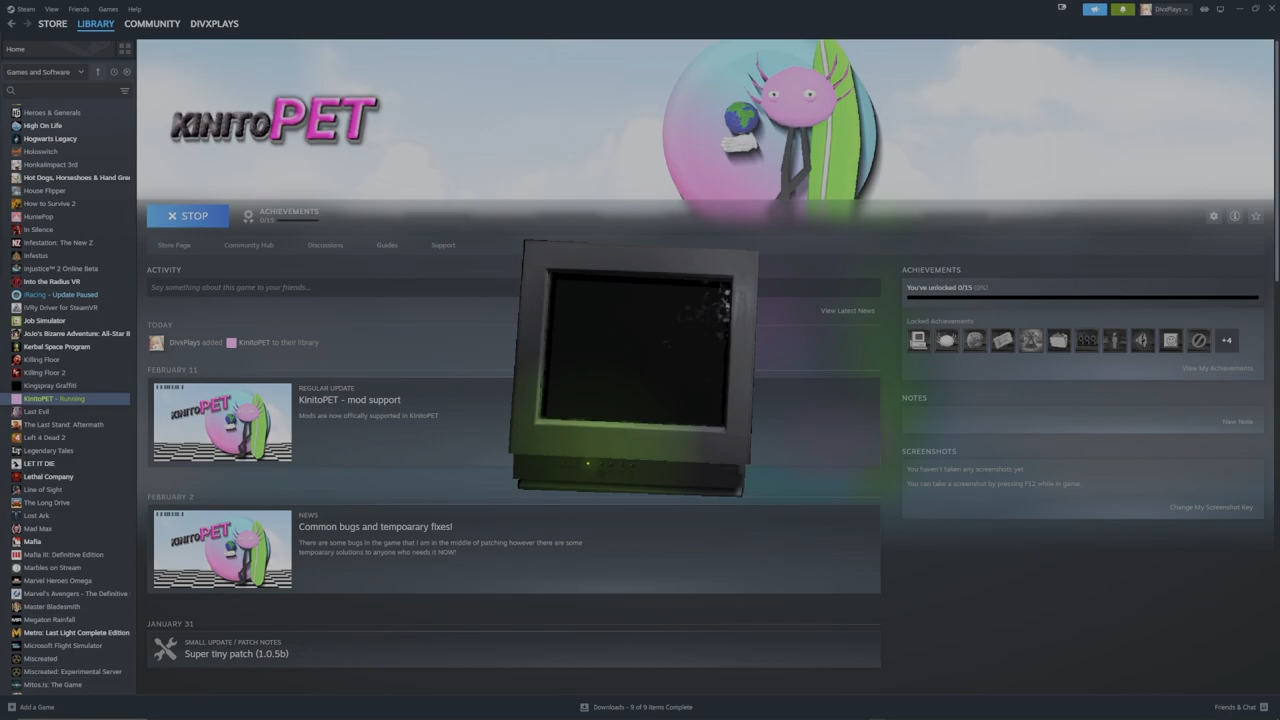 Steam View Friends Games Help
DivxPlays
STORE LIBRARY COMMUNITY DIVXPLAYS
Home
Games and Software
Heroes & Generals
High On Life
Hogwarts Legacy
Holoswitch
HonkaiImpact 3rd
Hot Dogs, Horseshoes & Hand Gre
House Flipper
How to Survive 2
HuniePop
In Silence
Infestation: The New Z
Infestus
Injustice™ 2 Online Beta
Into the Radius VR
iRacing - Update Paused
iVRy Driver for SteamVR
Job Simulator
JoJo's Bizarre Adventure: All-Star B
Kerbal Space Program
Killing Floor
Killing Floor 2
Kingspray Graffiti
KinitoPET - Running
Last Evil
The Last Stand: Aftermath
Left 4 Dead 2
Legendary Tales
LET IT DIE
Lethal Company
Line of Sight
The Long Drive
Lost Ark
Mad Max
Mafia
Mafia III: Definitive Edition
Marbles on Stream
Marvel Heroes Omega
Marvel's Avengers - The Definitive
Master Bladesmith
Megaton Rainfall
Metro: Last Light Complete Edition
Microsoft Flight Simulator
Miscreated
Miscreated: Experimental Server
Mitos.is: The Game
Add a Game
KINITOPET
STOP
ACHIEVEMENTS
0/15
Store Page Community Hub Discussions Guides Support
ACTIVITY
Say something about this game to your friends...
View Latest News
TODAY
DivxPlays added KinitoPET to their library
FEBRUARY 11
KINITOPET
REGULAR UPDATE
KinitoPET - mod support
Mods are now offically supported in KinitoPET
FEBRUARY 2
KINITOPET
NEWS
Common bugs and tempoarary fixes!
There are some bugs in the game that I am in the middle of patching however there are some
tempoarary solutions to anyone who needs it NOW!
JANUARY 31
SMALL UPDATE / PATCH NOTES
Super tiny patch (1.0.5b)
ACHIEVEMENTS
You've unlocked 0/15 (0%)
Locked Achievements
+4
View My Achievements
NOTES
New Note
SCREENSHOTS
You haven't taken any screenshots yet
You can take a screenshot by pressing F12 while in game.
Change My Screenshot Key
Downloads - 9 of 9 Items Complete
Friends & Chat